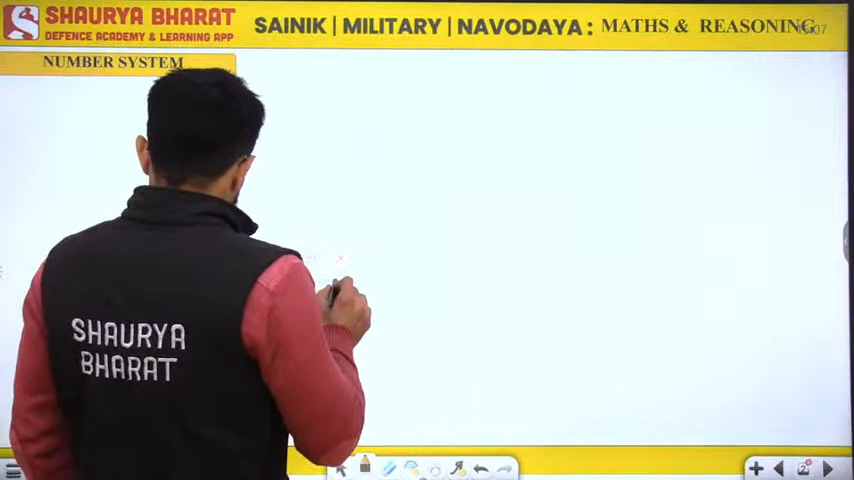 SHAURYA BHARAT
DEFENCE ACADEMY & LEARNING APP
SAINIK | MILITARY | NAVODAYA : MATHS & REASONING
NUMBER SYSTEM
SHAURYA
BHARAT